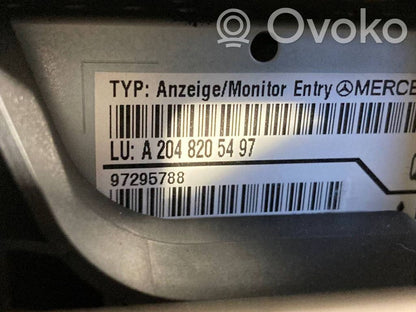 Ovoko
TYP: Anzeige/Monitor Entry MERCE
LU: A 204 820 54 97
97295788